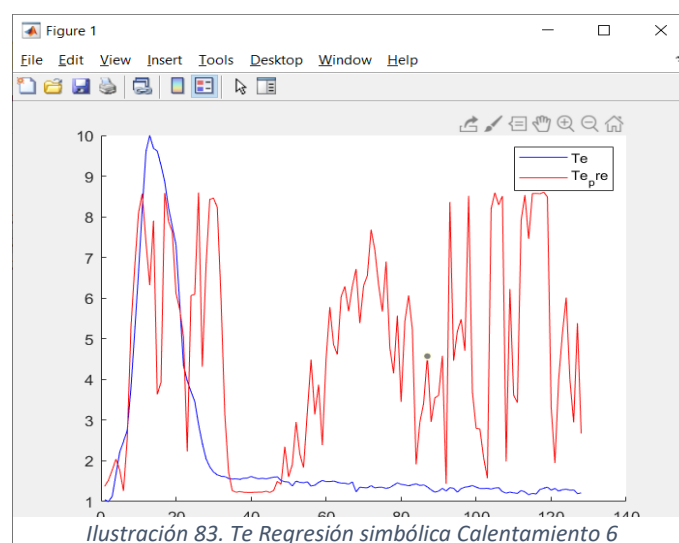 Figure 1
File Edit View Insert Tools Desktop Window Help
10
9
8
7
6
5
4
3
2
1
0 20 40 60 80 100 120 140
Te
Te_pre
Ilustración 83. Te Regresión simbólica Calentamiento 6